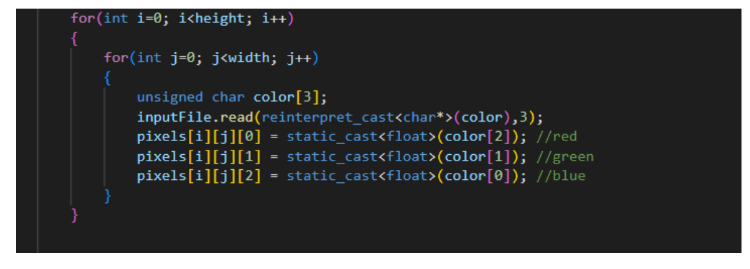 for(int i=0; i<height; i++)
{
for(int j=0; j<width; j++)
{
unsigned char color[3];
inputFile.read(reinterpret_cast<char*>(color),3);
pixels[i][j][0] = static_cast<float>(color[2]); //red
pixels[i][j][1] = static_cast<float>(color[1]); //green
pixels[i][j][2] = static_cast<float>(color[0]); //blue
}
}